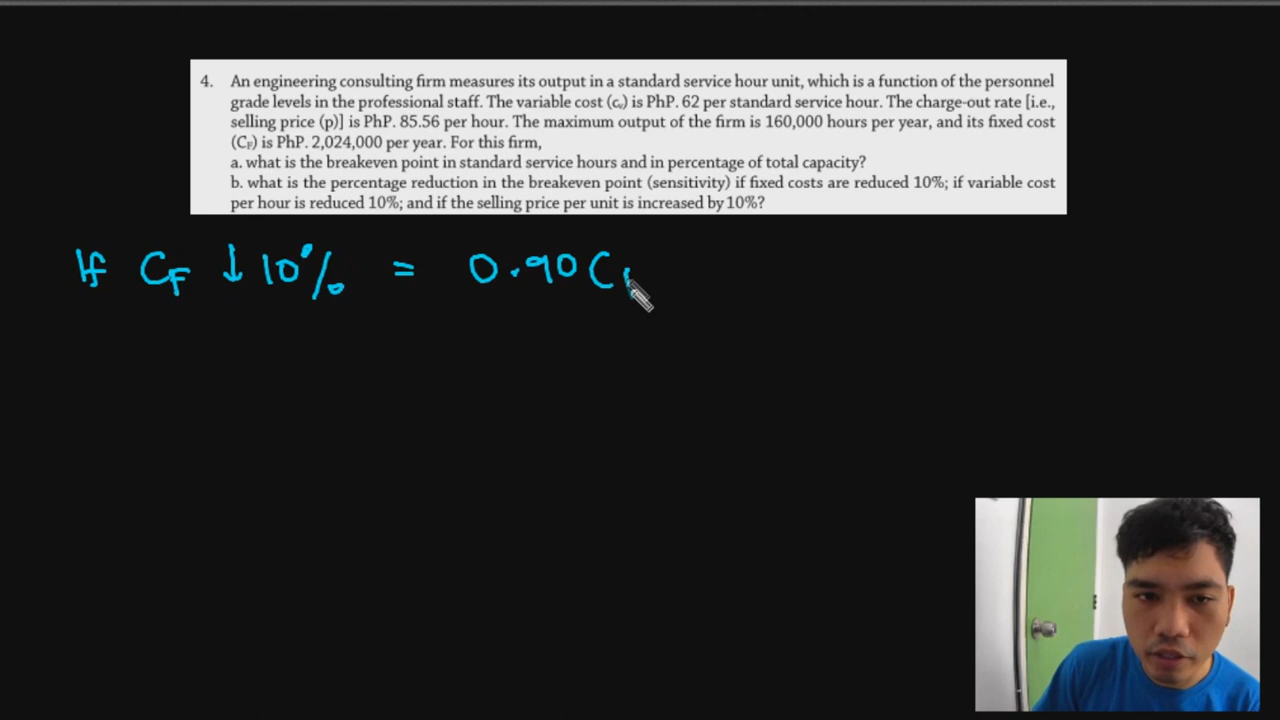 4. An engineering consulting firm measures its output in a standard service hour unit, which is a function of the personnel
grade levels in the professional staff. The variable cost (cᵥ) is PhP. 62 per standard service hour. The charge-out rate [i.e.,
selling price (p)] is PhP. 85.56 per hour. The maximum output of the firm is 160,000 hours per year, and its fixed cost
(C_F) is PhP. 2,024,000 per year. For this firm,
a. what is the breakeven point in standard service hours and in percentage of total capacity?
b. what is the percentage reduction in the breakeven point (sensitivity) if fixed costs are reduced 10%; if variable cost
per hour is reduced 10%; and if the selling price per unit is increased by 10%?
If C_F ↓ 10% = 0.90 C